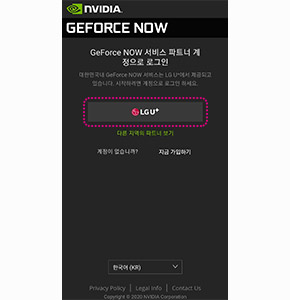 NVIDIA.
GEFORCE NOW
GeForce NOW 서비스 파트너 계
정으로 로그인
대한민국내 GeForce NOW 서비스는 LG U+에서 제공되고
있습니다. 시작하려면 계정으로 로그인 하세요.
LG U+
다른 지역의 파트너 보기
계정이 없습니까? 지금 가입하기
한국어 (KR)
Privacy Policy | Legal Info | Contact Us
Copyright © 2020 NVIDIA Corporation